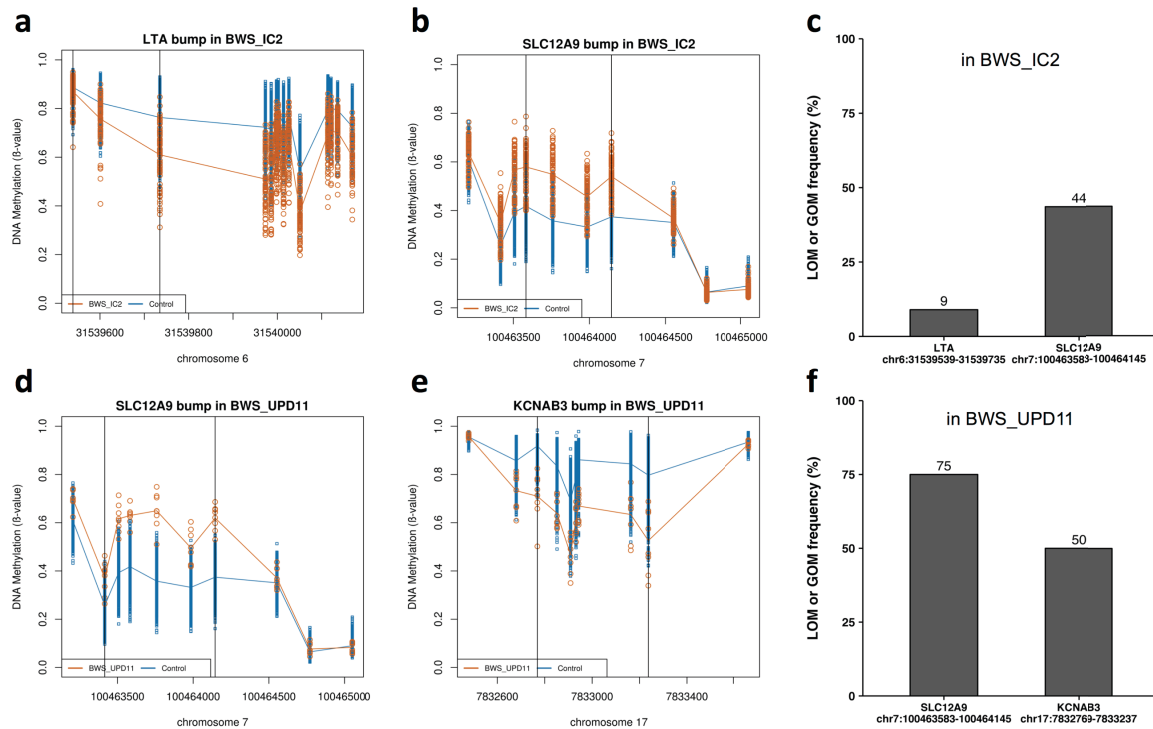 a
LTA bump in BWS_IC2
1.0
0.8
0.6
0.4
0.2
0.0
DNA Methylation (ß-value)
BWS_IC2
Control
31539600
31539800
31540000
chromosome 6
b
SLC12A9 bump in BWS_IC2
1.0
0.8
0.6
0.4
0.2
0.0
DNA Methylation (ß-value)
BWS_IC2
Control
100463500
100464000
100464500
100465000
chromosome 7
c
in BWS_IC2
LOM or GOM frequency (%)
100
75
50
25
0
9
44
LTA
chr6:31539539-31539735
SLC12A9
chr7:100463583-100464145
d
SLC12A9 bump in BWS_UPD11
1.0
0.8
0.6
0.4
0.2
0.0
DNA Methylation (ß-value)
BWS_UPD11
Control
100463500
100464000
100464500
100465000
chromosome 7
e
KCNAB3 bump in BWS_UPD11
1.0
0.8
0.6
0.4
0.2
0.0
DNA Methylation (ß-value)
BWS_UPD11
Control
7832600
7833000
7833400
chromosome 17
f
in BWS_UPD11
LOM or GOM frequency (%)
100
75
50
25
0
75
50
SLC12A9
chr7:100463583-100464145
KCNAB3
chr17:7832769-7833237